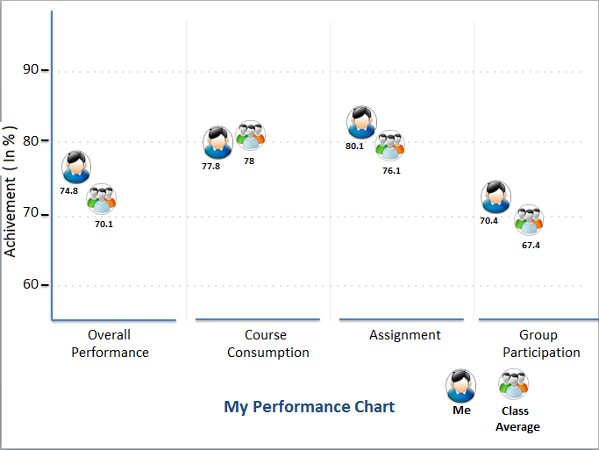 Achivement ( In % )
90
80
70
60
74.8
70.1
77.8
78
80.1
76.1
70.4
67.4
Overall
Performance
Course
Consumption
Assignment
Group
Participation
My Performance Chart
Me
Class
Average